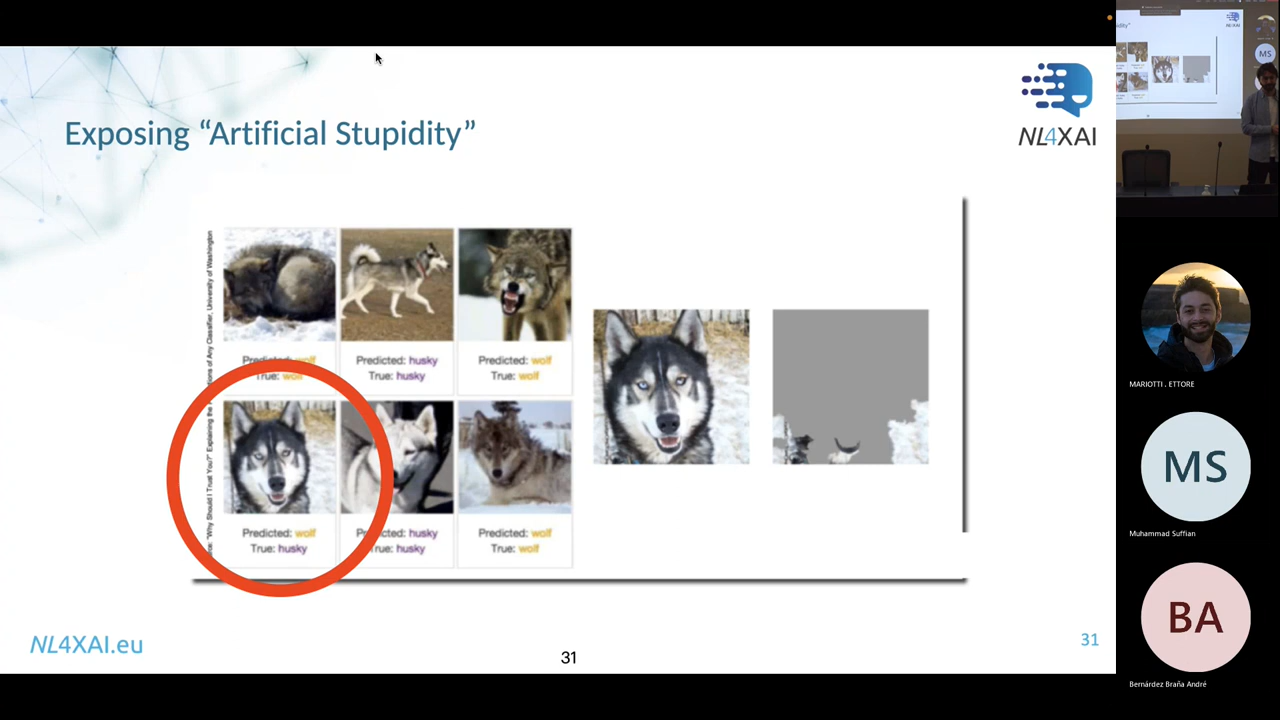 Exposing “Artificial Stupidity”
NL4XAI
"Why Should I Trust You?" Explaining the
ions of Any Classifier, University of Washington
Predicted: wolf
True: wolf
Predicted: husky
True: husky
Predicted: wolf
True: wolf
Predicted: wolf
True: husky
Predicted: husky
True: husky
Predicted: wolf
True: wolf
NL4XAI.eu
31
31
MS
MARIOTTI . ETTORE
MS
Muhammad Suffian
BA
Bernárdez Braña André